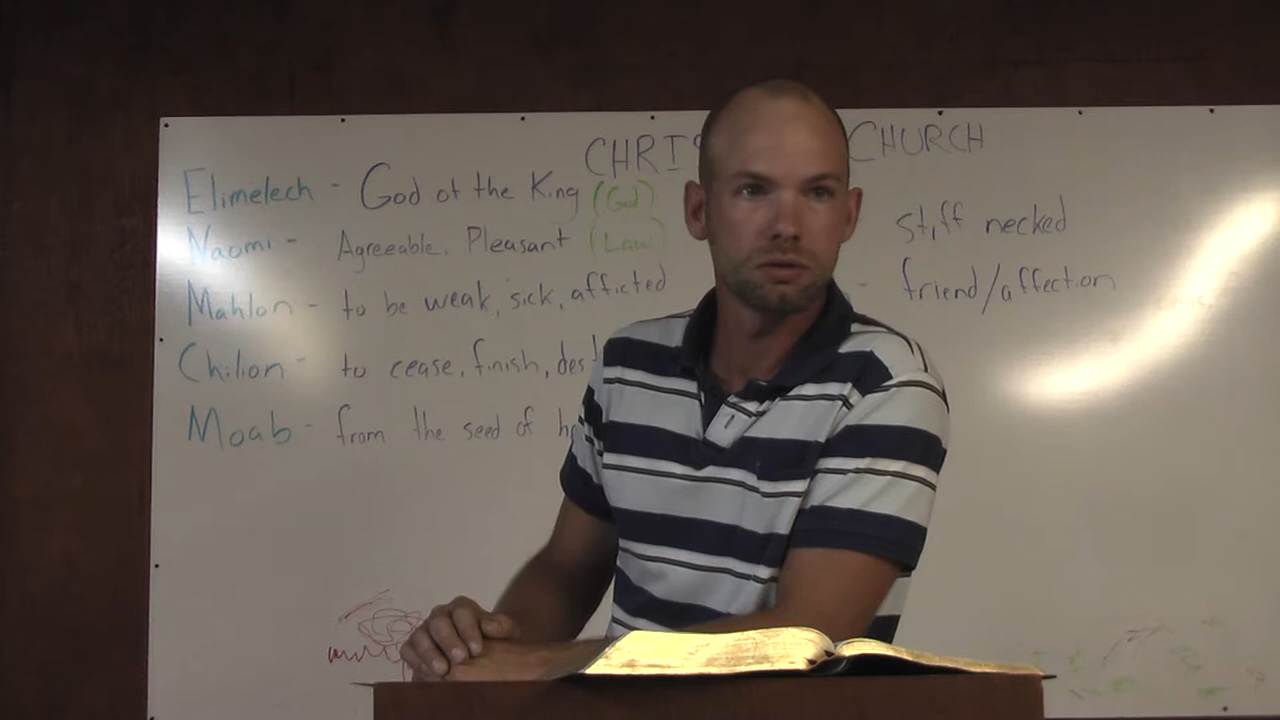 CHRIS CHURCH
Elimelech - God of the King (God)
Naomi - Agreeable, Pleasant (Law)
Mahlon - to be weak, sick, afficted
Chilion - to cease, finish, des
Moab - from the seed of
stiff necked
- friend/affection